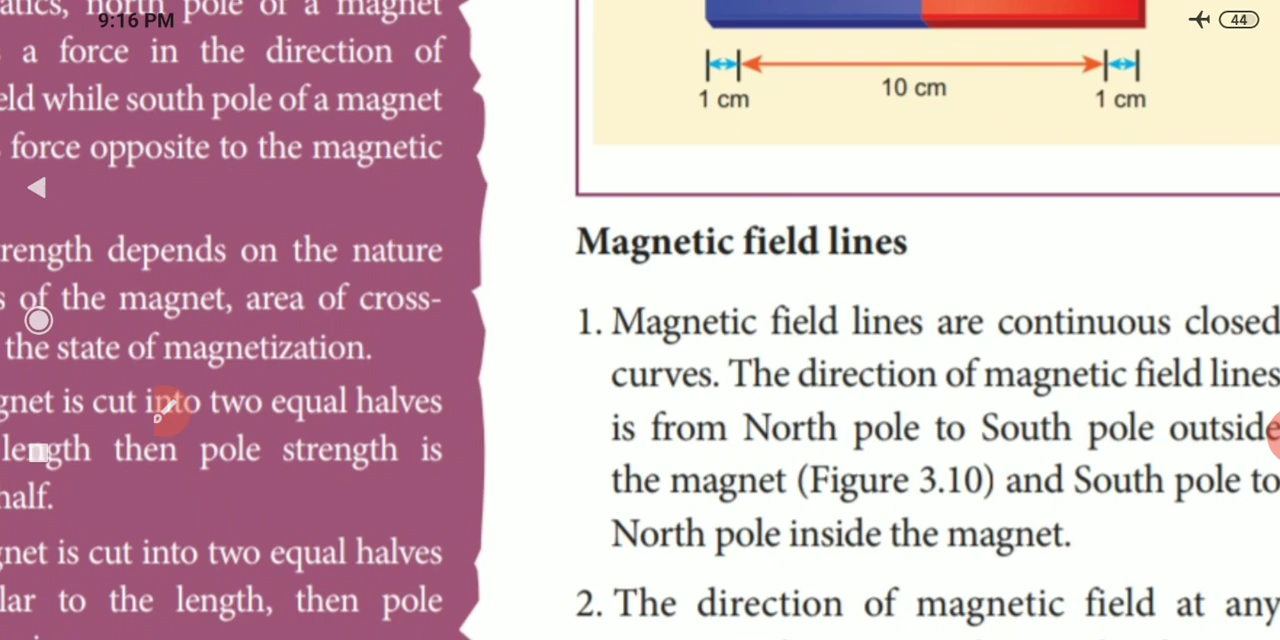 9:16 PM
44
atics, north pole of a magnet
a force in the direction of
eld while south pole of a magnet
force opposite to the magnetic
rength depends on the nature
s of the magnet, area of cross-
the state of magnetization.
gnet is cut into two equal halves
length then pole strength is
half.
gnet is cut into two equal halves
lar to the length, then pole
1 cm
10 cm
1 cm
Magnetic field lines
1. Magnetic field lines are continuous closed
curves. The direction of magnetic field lines
is from North pole to South pole outside
the magnet (Figure 3.10) and South pole to
North pole inside the magnet.
2. The direction of magnetic field at any